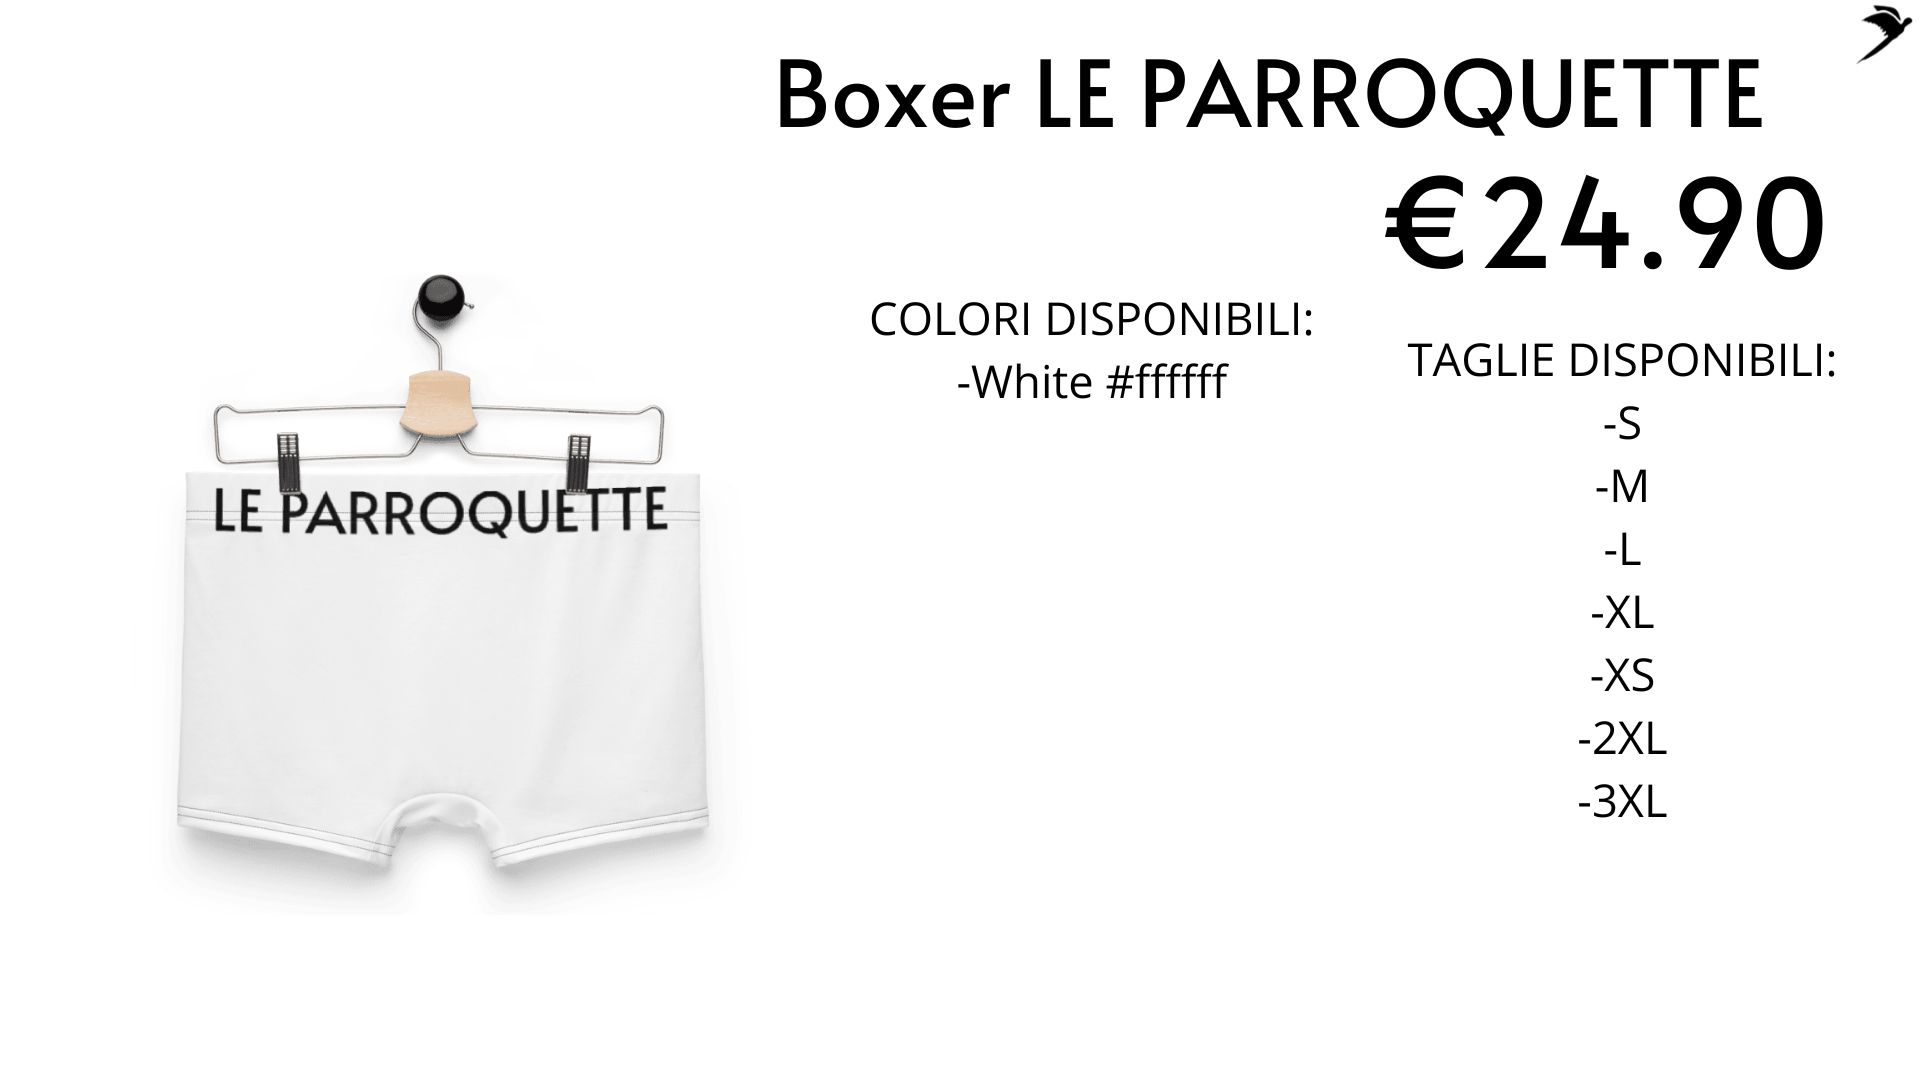 Boxer LE PARROQUETTE
€24.90
COLORI DISPONIBILI:
-White #ffffff
TAGLIE DISPONIBILI:
-S
-M
-L
-XL
-XS
-2XL
-3XL
LE PARROQUETTE